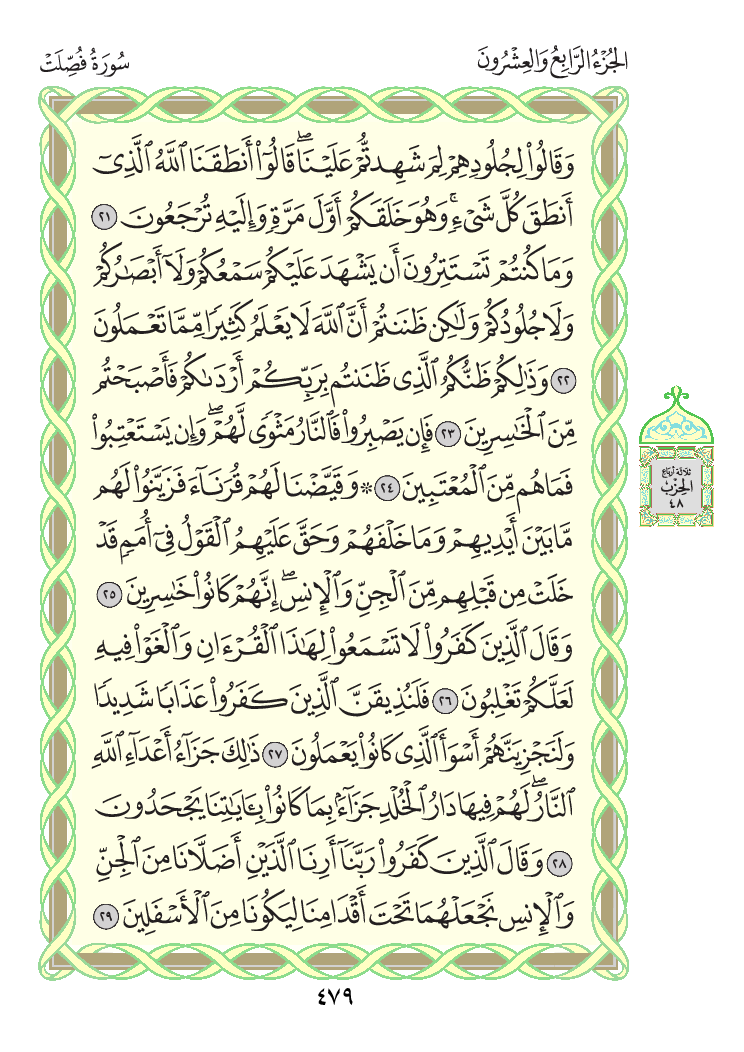 الجُزْءُ الرَّابِعُ وَالعِشْرُونَ
سُورَةُ فُصِّلَتْ
وَقَالُوا۟ لِجُلُودِهِمْ لِمَ شَهِدتُّمْ عَلَيْنَا ۖ قَالُوٓا۟ أَنطَقَنَا ٱللَّهُ ٱلَّذِىٓ
أَنطَقَ كُلَّ شَىْءٍ ۚ وَهُوَ خَلَقَكُمْ أَوَّلَ مَرَّةٍ وَإِلَيْهِ تُرْجَعُونَ ٢١
وَمَا كُنتُمْ تَسْتَتِرُونَ أَن يَشْهَدَ عَلَيْكُمْ سَمْعُكُمْ وَلَآ أَبْصَـٰرُكُمْ
وَلَا جُلُودُكُمْ وَلَـٰكِن ظَنَنتُمْ أَنَّ ٱللَّهَ لَا يَعْلَمُ كَثِيرًا مِّمَّا تَعْمَلُونَ
٢٢ وَذَٰلِكُمْ ظَنُّكُمُ ٱلَّذِى ظَنَنتُم بِرَبِّكُمْ أَرْدَىٰكُمْ فَأَصْبَحْتُم
مِّنَ ٱلْخَـٰسِرِينَ ٢٣ فَإِن يَصْبِرُوا۟ فَٱلنَّارُ مَثْوًى لَّهُمْ ۖ وَإِن يَسْتَعْتِبُوا۟
فَمَا هُم مِّنَ ٱلْمُعْتَبِينَ ٢٤ ۞ وَقَيَّضْنَا لَهُمْ قُرَنَآءَ فَزَيَّنُوا۟ لَهُم
مَّا بَيْنَ أَيْدِيهِمْ وَمَا خَلْفَهُمْ وَحَقَّ عَلَيْهِمُ ٱلْقَوْلُ فِىٓ أُمَمٍ قَدْ
خَلَتْ مِن قَبْلِهِم مِّنَ ٱلْجِنِّ وَٱلْإِنسِ ۖ إِنَّهُمْ كَانُوا۟ خَـٰسِرِينَ ٢٥
وَقَالَ ٱلَّذِينَ كَفَرُوا۟ لَا تَسْمَعُوا۟ لِهَـٰذَا ٱلْقُرْءَانِ وَٱلْغَوْا۟ فِيهِ
لَعَلَّكُمْ تَغْلِبُونَ ٢٦ فَلَنُذِيقَنَّ ٱلَّذِينَ كَفَرُوا۟ عَذَابًا شَدِيدًا
وَلَنَجْزِيَنَّهُمْ أَسْوَأَ ٱلَّذِى كَانُوا۟ يَعْمَلُونَ ٢٧ ذَٰلِكَ جَزَآءُ أَعْدَآءِ ٱللَّهِ
ٱلنَّارُ ۖ لَهُمْ فِيهَا دَارُ ٱلْخُلْدِ جَزَآءًۢ بِمَا كَانُوا۟ بِـَٔايَـٰتِنَا يَجْحَدُونَ
٢٨ وَقَالَ ٱلَّذِينَ كَفَرُوا۟ رَبَّنَآ أَرِنَا ٱلَّذَيْنِ أَضَلَّانَا مِنَ ٱلْجِنِّ
وَٱلْإِنسِ نَجْعَلْهُمَا تَحْتَ أَقْدَامِنَا لِيَكُونَا مِنَ ٱلْأَسْفَلِينَ ٢٩
ثلاثة أرباع
الحزب
٤٨
٤٧٩